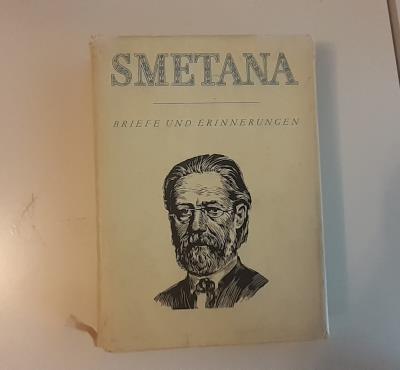 SMETANA
BRIEFE UND ERINNERUNGEN